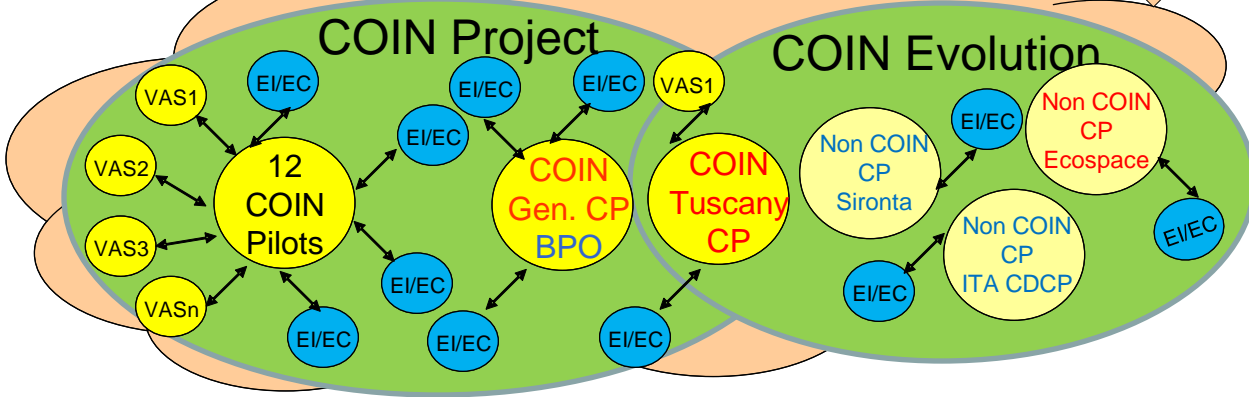 COIN Project
COIN Evolution
VAS1
EI/EC
EI/EC
EI/EC
VAS1
EI/EC
EI/EC
VAS2
VAS3
VASn
12
COIN
Pilots
EI/EC
EI/EC
COIN
Gen. CP
BPO
EI/EC
COIN
Tuscany
CP
EI/EC
Non COIN
CP
Sironta
Non COIN
CP
Ecospace
Non COIN
CP
ITA CDCP
EI/EC
EI/EC